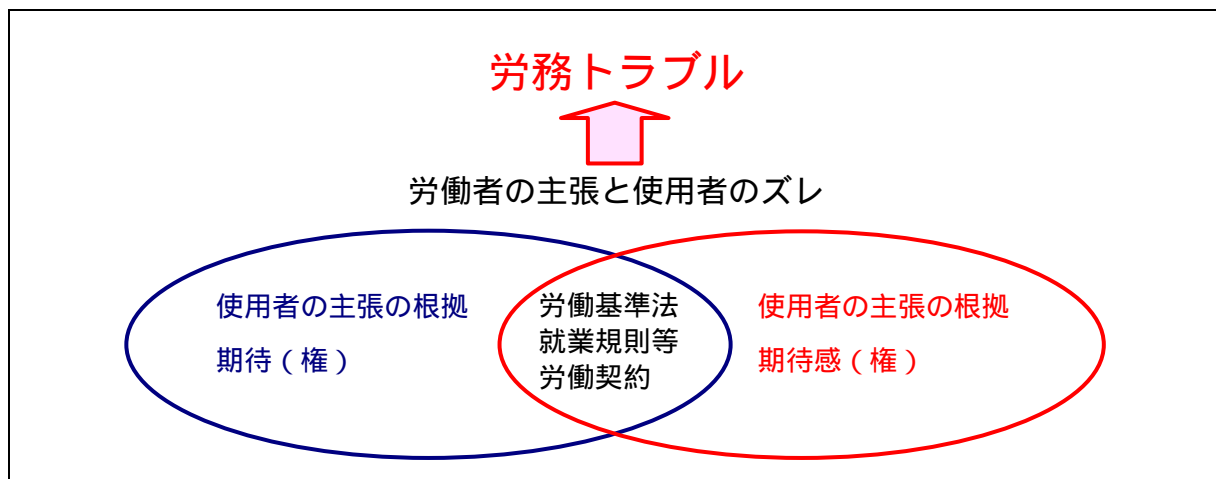 労務トラブル
労働者の主張と使用者のズレ
使用者の主張の根拠
期待（権）
労働基準法
就業規則等
労働契約
使用者の主張の根拠
期待感（権）